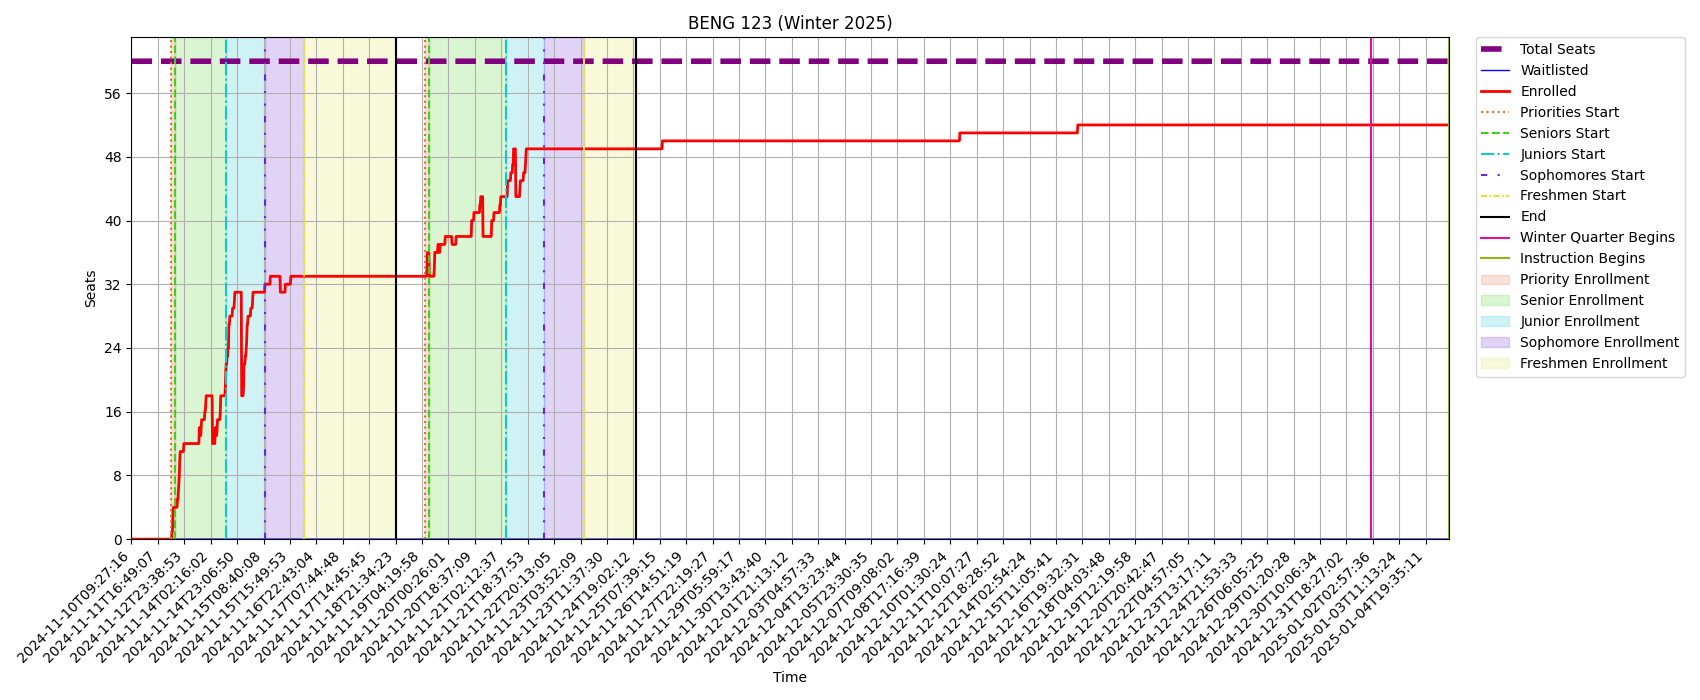 BENG 123 (Winter 2025)
Total Seats
Waitlisted
Enrolled
Priorities Start
Seniors Start
Juniors Start
Sophomores Start
Freshmen Start
End
Winter Quarter Begins
Instruction Begins
Priority Enrollment
Senior Enrollment
Junior Enrollment
Sophomore Enrollment
Freshmen Enrollment
Seats
56
48
40
32
24
16
8
0
2024-11-10T09:27:16
2024-11-11T16:49:07
2024-11-12T23:38:53
2024-11-14T02:16:02
2024-11-14T23:06:50
2024-11-15T08:40:08
2024-11-15T15:49:53
2024-11-16T22:43:04
2024-11-17T07:44:48
2024-11-17T14:45:45
2024-11-18T21:34:23
2024-11-19T04:19:58
2024-11-20T00:26:01
2024-11-20T18:37:09
2024-11-21T02:12:37
2024-11-21T18:37:53
2024-11-22T20:13:05
2024-11-23T03:52:09
2024-11-23T11:37:30
2024-11-24T19:02:12
2024-11-25T07:39:15
2024-11-26T14:51:19
2024-11-27T22:19:27
2024-11-29T05:59:17
2024-11-30T13:43:40
2024-12-01T21:13:12
2024-12-03T04:57:33
2024-12-04T13:23:44
2024-12-05T23:30:35
2024-12-07T09:08:02
2024-12-08T17:16:39
2024-12-10T01:30:24
2024-12-11T10:07:27
2024-12-12T18:28:52
2024-12-14T02:54:24
2024-12-15T11:05:41
2024-12-16T19:32:31
2024-12-18T04:03:48
2024-12-19T12:19:58
2024-12-20T20:42:47
2024-12-22T04:57:05
2024-12-23T13:17:11
2024-12-24T21:53:33
2024-12-26T06:05:25
2024-12-29T01:20:28
2024-12-30T10:06:34
2024-12-31T18:27:02
2025-01-02T02:57:36
2025-01-03T11:13:24
2025-01-04T19:35:11
Time